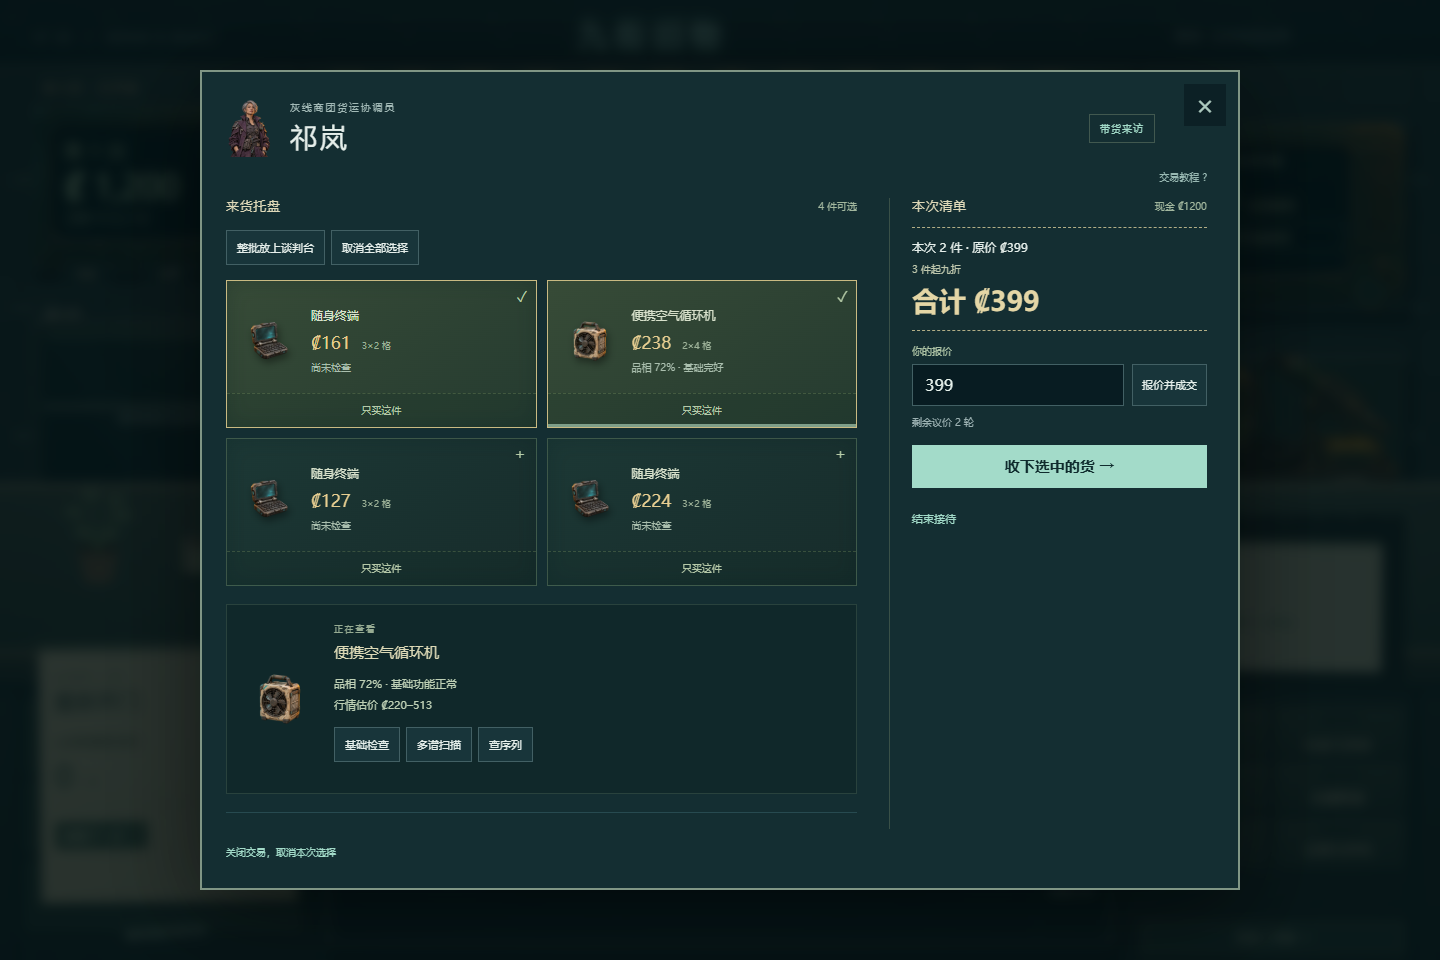 灰线商团货运协调员
祁岚
带货来访
×
交易教程 ?
来货托盘
4 件可选
整批放上谈判台
取消全部选择
✓
随身终端
₡161 3×2 格
尚未检查
只买这件
✓
便携空气循环机
₡238 2×4 格
品相 72% · 基础完好
只买这件
+
随身终端
₡127 3×2 格
尚未检查
只买这件
+
随身终端
₡224 3×2 格
尚未检查
只买这件
正在查看
便携空气循环机
品相 72% · 基础功能正常
行情估价 ₡220–513
基础检查
多谱扫描
查序列
关闭交易，取消本次选择
本次清单
现金 ₡1200
本次 2 件 · 原价 ₡399
3 件起九折
合计 ₡399
你的报价
399
报价并成交
剩余议价 2 轮
收下选中的货 →
结束接待